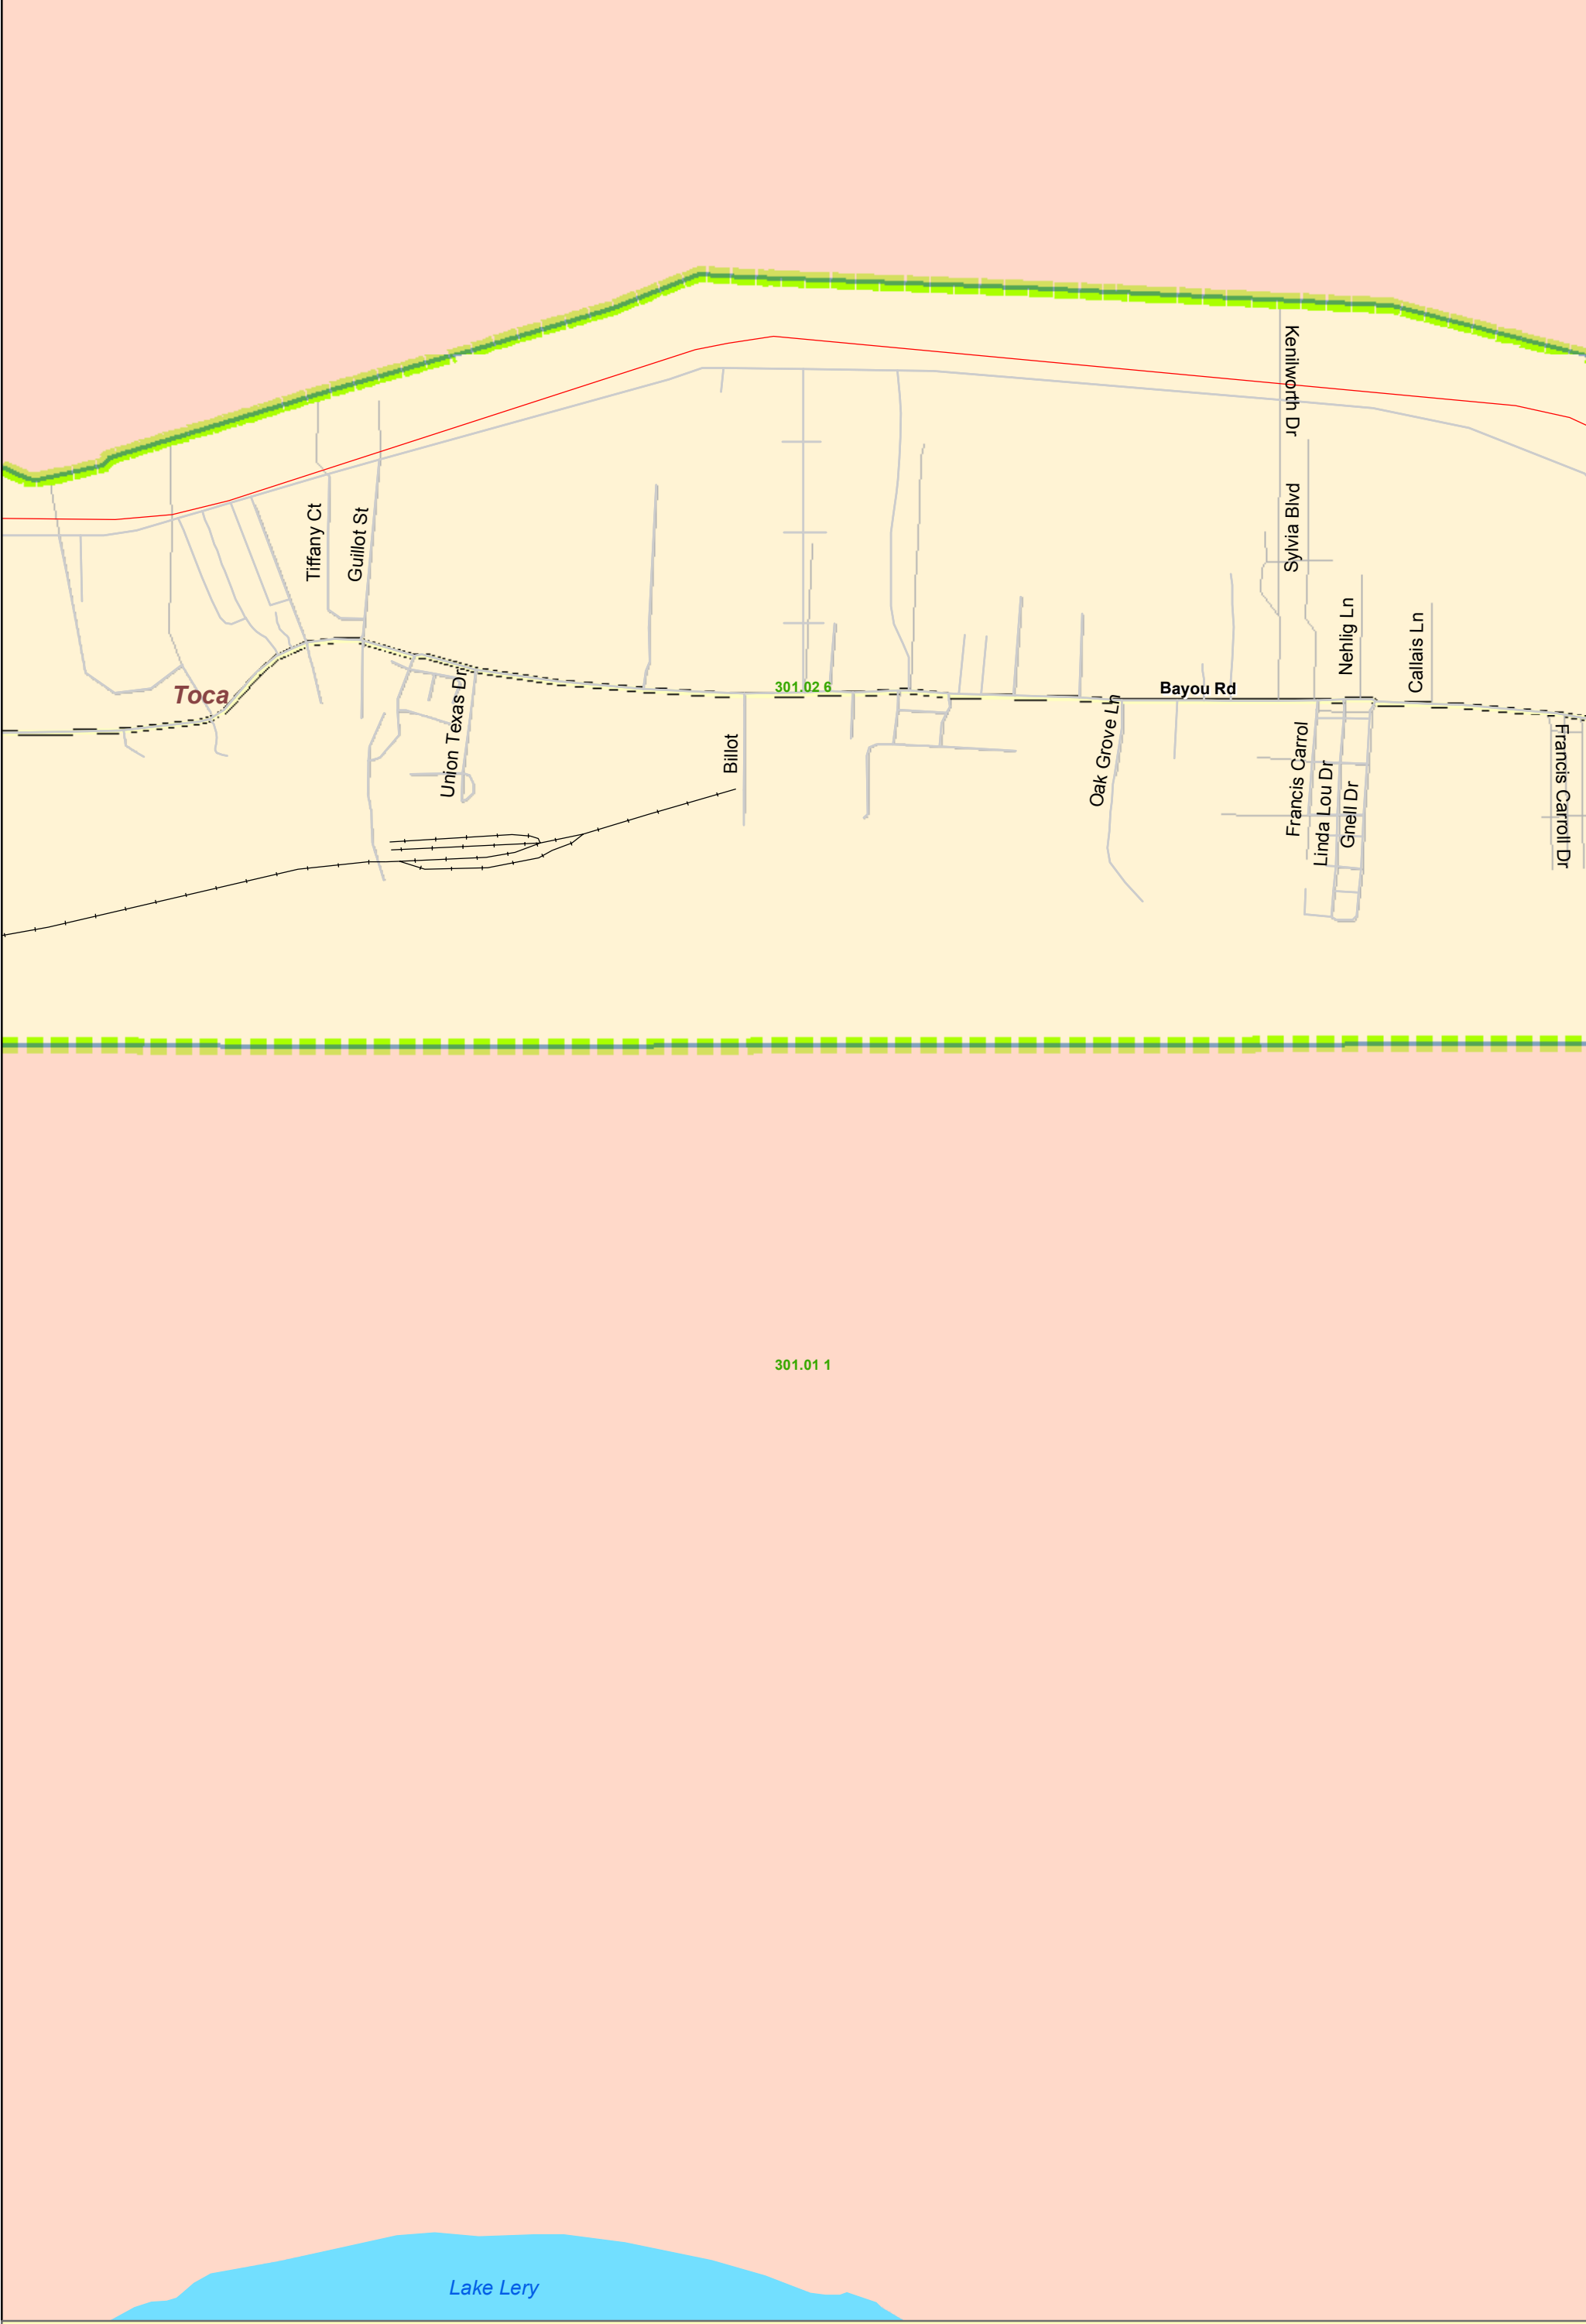 Kenilworth Dr
Sylvia Blvd
Tiffany Ct
Guillot St
Nehlig Ln
Callais Ln
Toca
301.02 6
Bayou Rd
Union Texas Dr
Billot
Oak Grove Ln
Francis Carrol
Linda Lou Dr
Gnell Dr
Francis Carroll Dr
301.01 1
Lake Lery